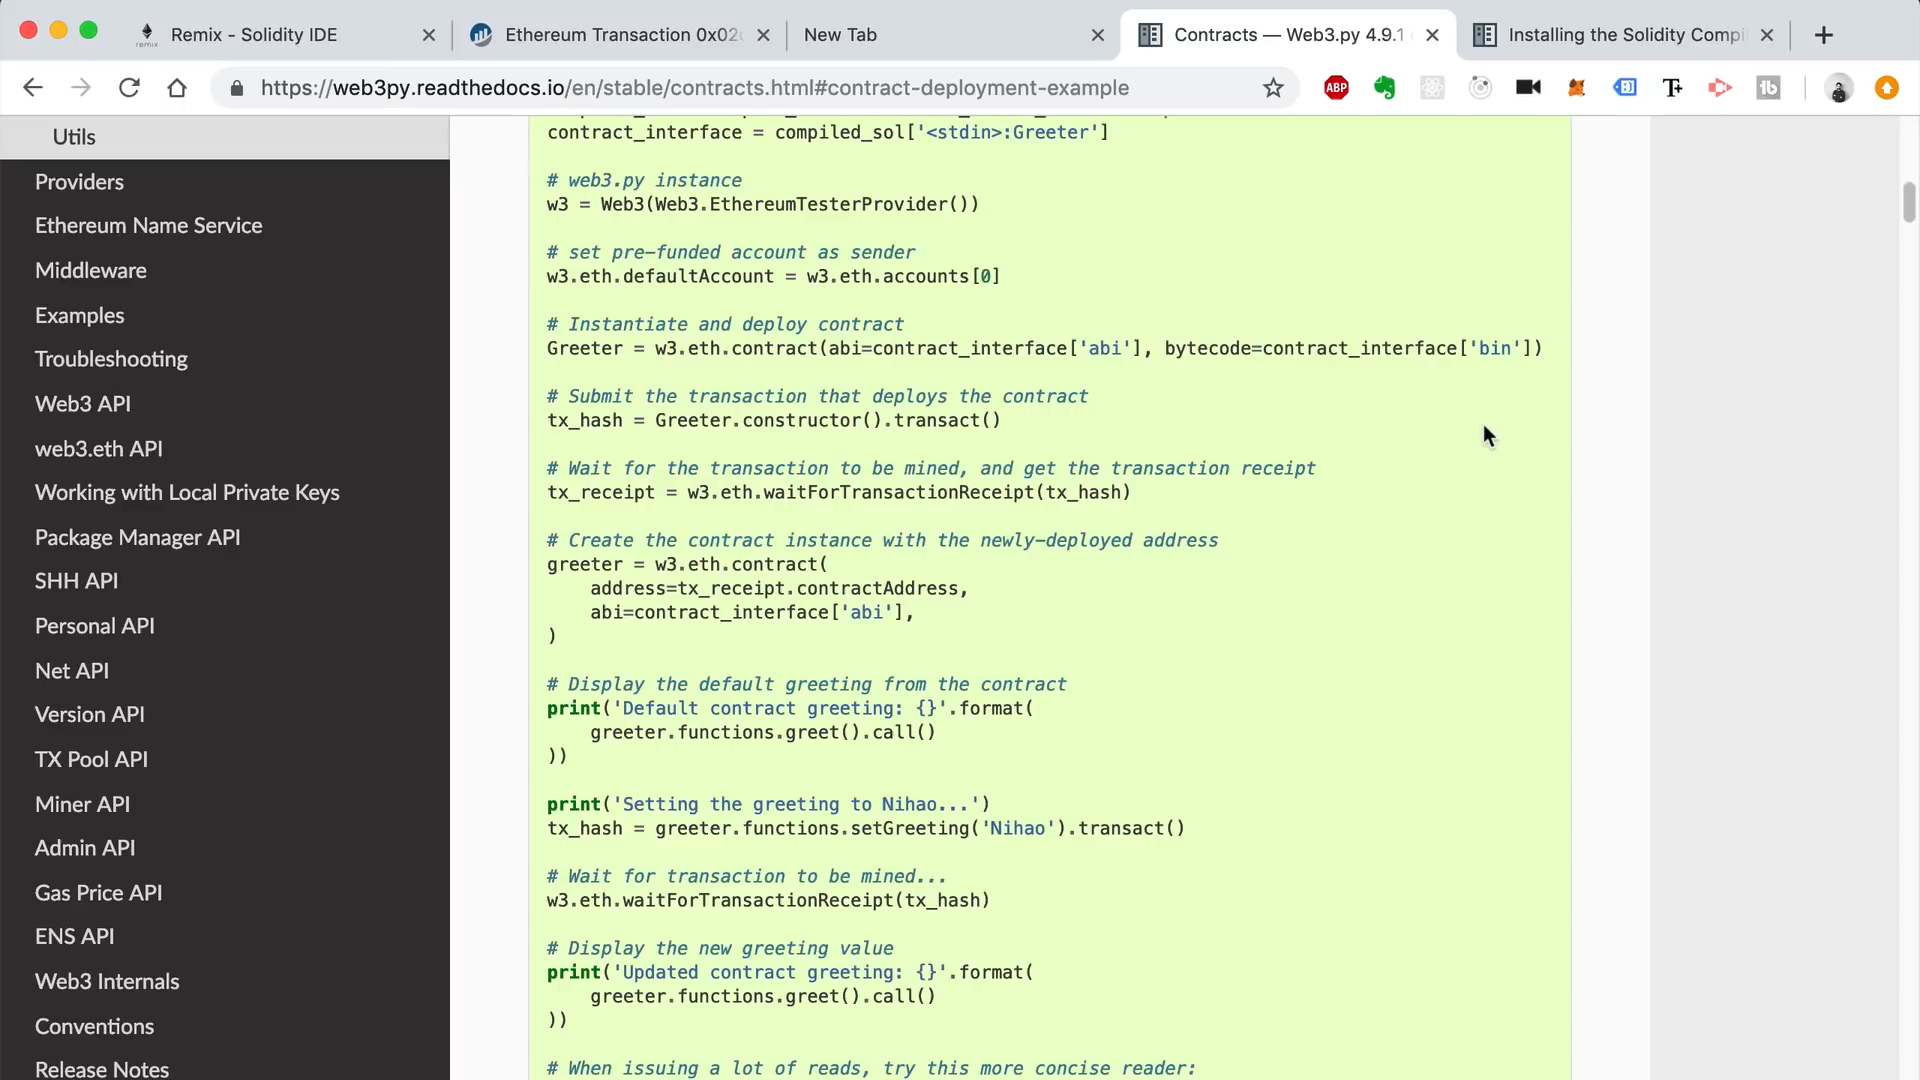 Remix - Solidity IDE
Ethereum Transaction 0x02
New Tab
Contracts — Web3.py 4.9.1
Installing the Solidity Compi
https://web3py.readthedocs.io/en/stable/contracts.html#contract-deployment-example
ABP
remix
Utils
Providers
Ethereum Name Service
Middleware
Examples
Troubleshooting
Web3 API
web3.eth API
Working with Local Private Keys
Package Manager API
SHH API
Personal API
Net API
Version API
TX Pool API
Miner API
Admin API
Gas Price API
ENS API
Web3 Internals
Conventions
Release Notes
contract_interface = compiled_sol['<stdin>:Greeter']
# web3.py instance
w3 = Web3(Web3.EthereumTesterProvider())
# set pre-funded account as sender
w3.eth.defaultAccount = w3.eth.accounts[0]
# Instantiate and deploy contract
Greeter = w3.eth.contract(abi=contract_interface['abi'], bytecode=contract_interface['bin'])
# Submit the transaction that deploys the contract
tx_hash = Greeter.constructor().transact()
# Wait for the transaction to be mined, and get the transaction receipt
tx_receipt = w3.eth.waitForTransactionReceipt(tx_hash)
# Create the contract instance with the newly-deployed address
greeter = w3.eth.contract(
address=tx_receipt.contractAddress,
abi=contract_interface['abi'],
)
# Display the default greeting from the contract
print('Default contract greeting: {}'.format(
greeter.functions.greet().call()
))
print('Setting the greeting to Nihao...')
tx_hash = greeter.functions.setGreeting('Nihao').transact()
# Wait for transaction to be mined...
w3.eth.waitForTransactionReceipt(tx_hash)
# Display the new greeting value
print('Updated contract greeting: {}'.format(
greeter.functions.greet().call()
))
# When issuing a lot of reads, try this more concise reader: